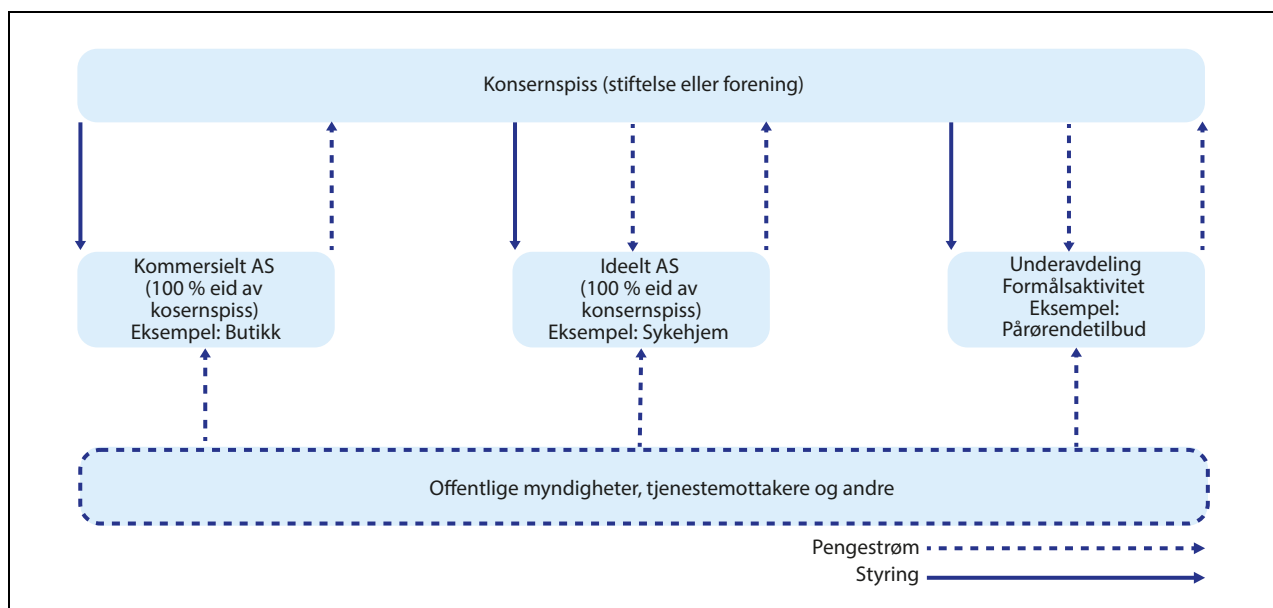 Konsernspiss (stiftelse eller forening)
Kommersielt AS
(100 % eid av
kosernspiss)
Eksempel: Butikk
Ideelt AS
(100 % eid av
konsernspiss)
Eksempel: Sykehjem
Underavdeling
Formålsaktivitet
Eksempel:
Pårørendetilbud
Offentlige myndigheter, tjenestemottakere og andre
Pengestrøm
Styring